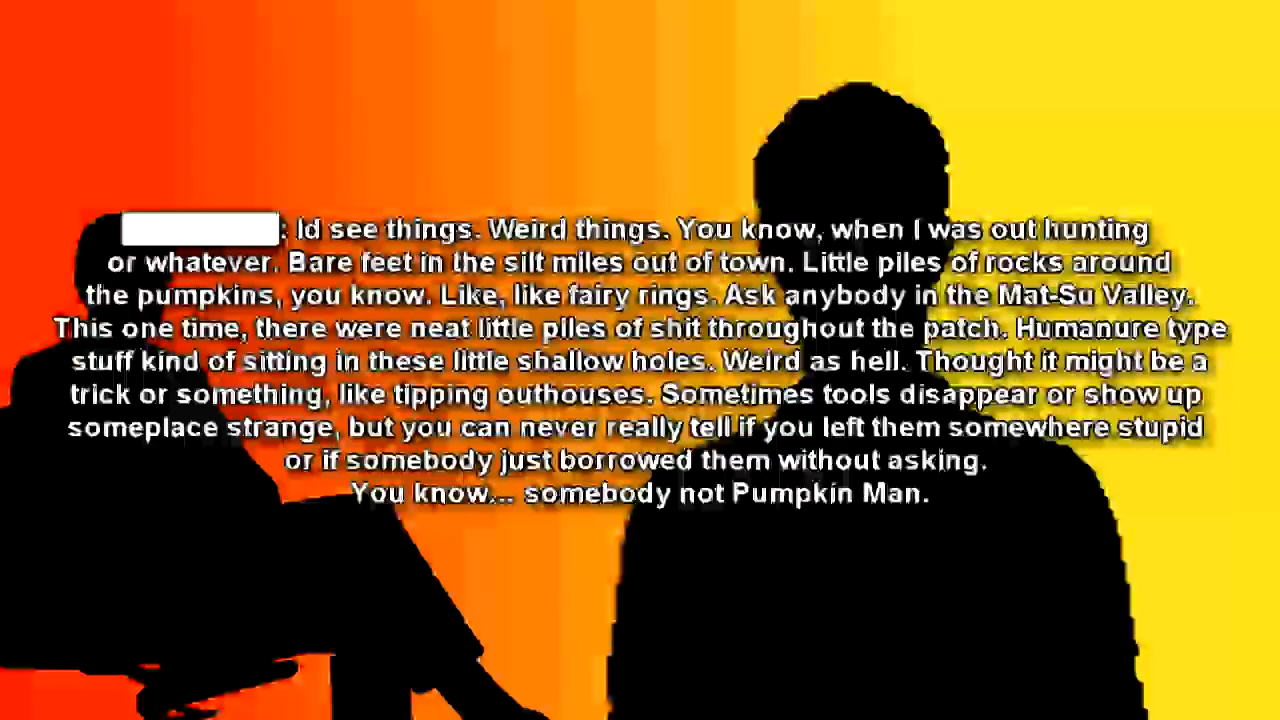 : Id see things. Weird things. You know, when I was out hunting
or whatever. Bare feet in the silt miles out of town. Little piles of rocks around
the pumpkins, you know. Like, like fairy rings. Ask anybody in the Mat-Su Valley.
This one time, there were neat little piles of shit throughout the patch. Humanure type
stuff kind of sitting in these little shallow holes. Weird as hell. Thought it might be a
trick or something, like tipping outhouses. Sometimes tools disappear or show up
someplace strange, but you can never really tell if you left them somewhere stupid
or if somebody just borrowed them without asking.
You know... somebody not Pumpkin Man.